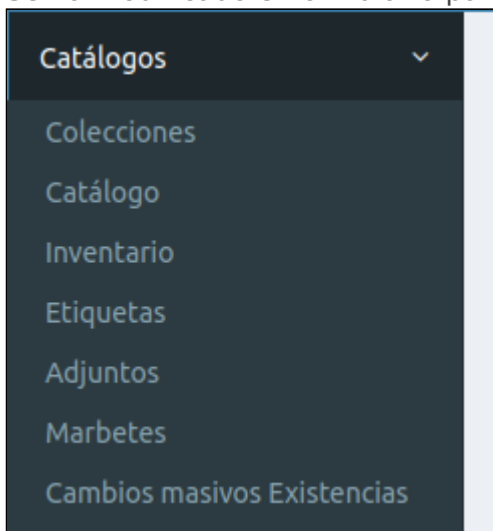 Catálogos
Colecciones
Catálogo
Inventario
Etiquetas
Adjuntos
Marbetes
Cambios masivos Existencias